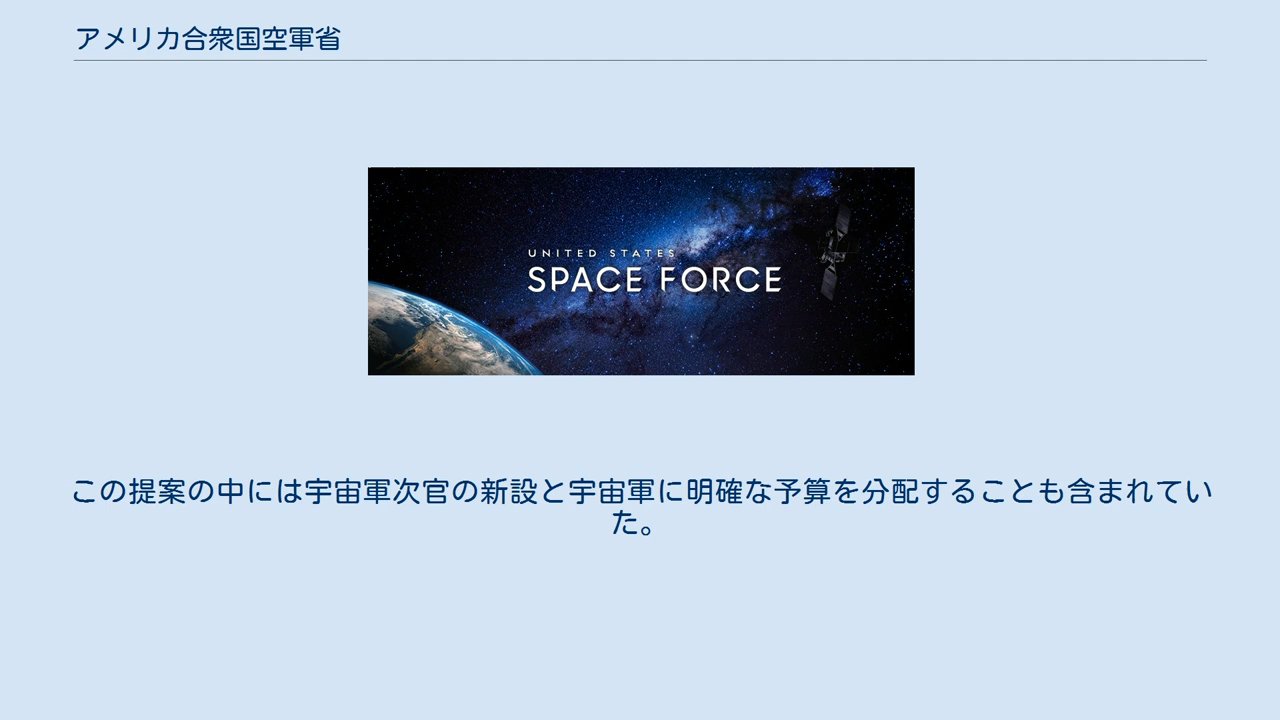 アメリカ合衆国空軍省
UNITED STATES
SPACE FORCE
この提案の中には宇宙軍次官の新設と宇宙軍に明確な予算を分配することも含まれてい
た。